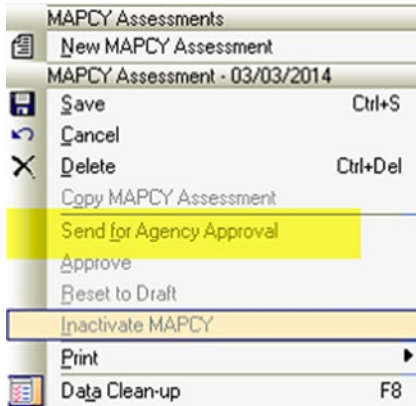 MAPCY Assessments
New MAPCY Assessment
MAPCY Assessment - 03/03/2014
Save Ctrl+S
Cancel
Delete Ctrl+Del
Copy MAPCY Assessment
Send for Agency Approval
Approve
Reset to Draft
Inactivate MAPCY
Print
Data Clean-up F8